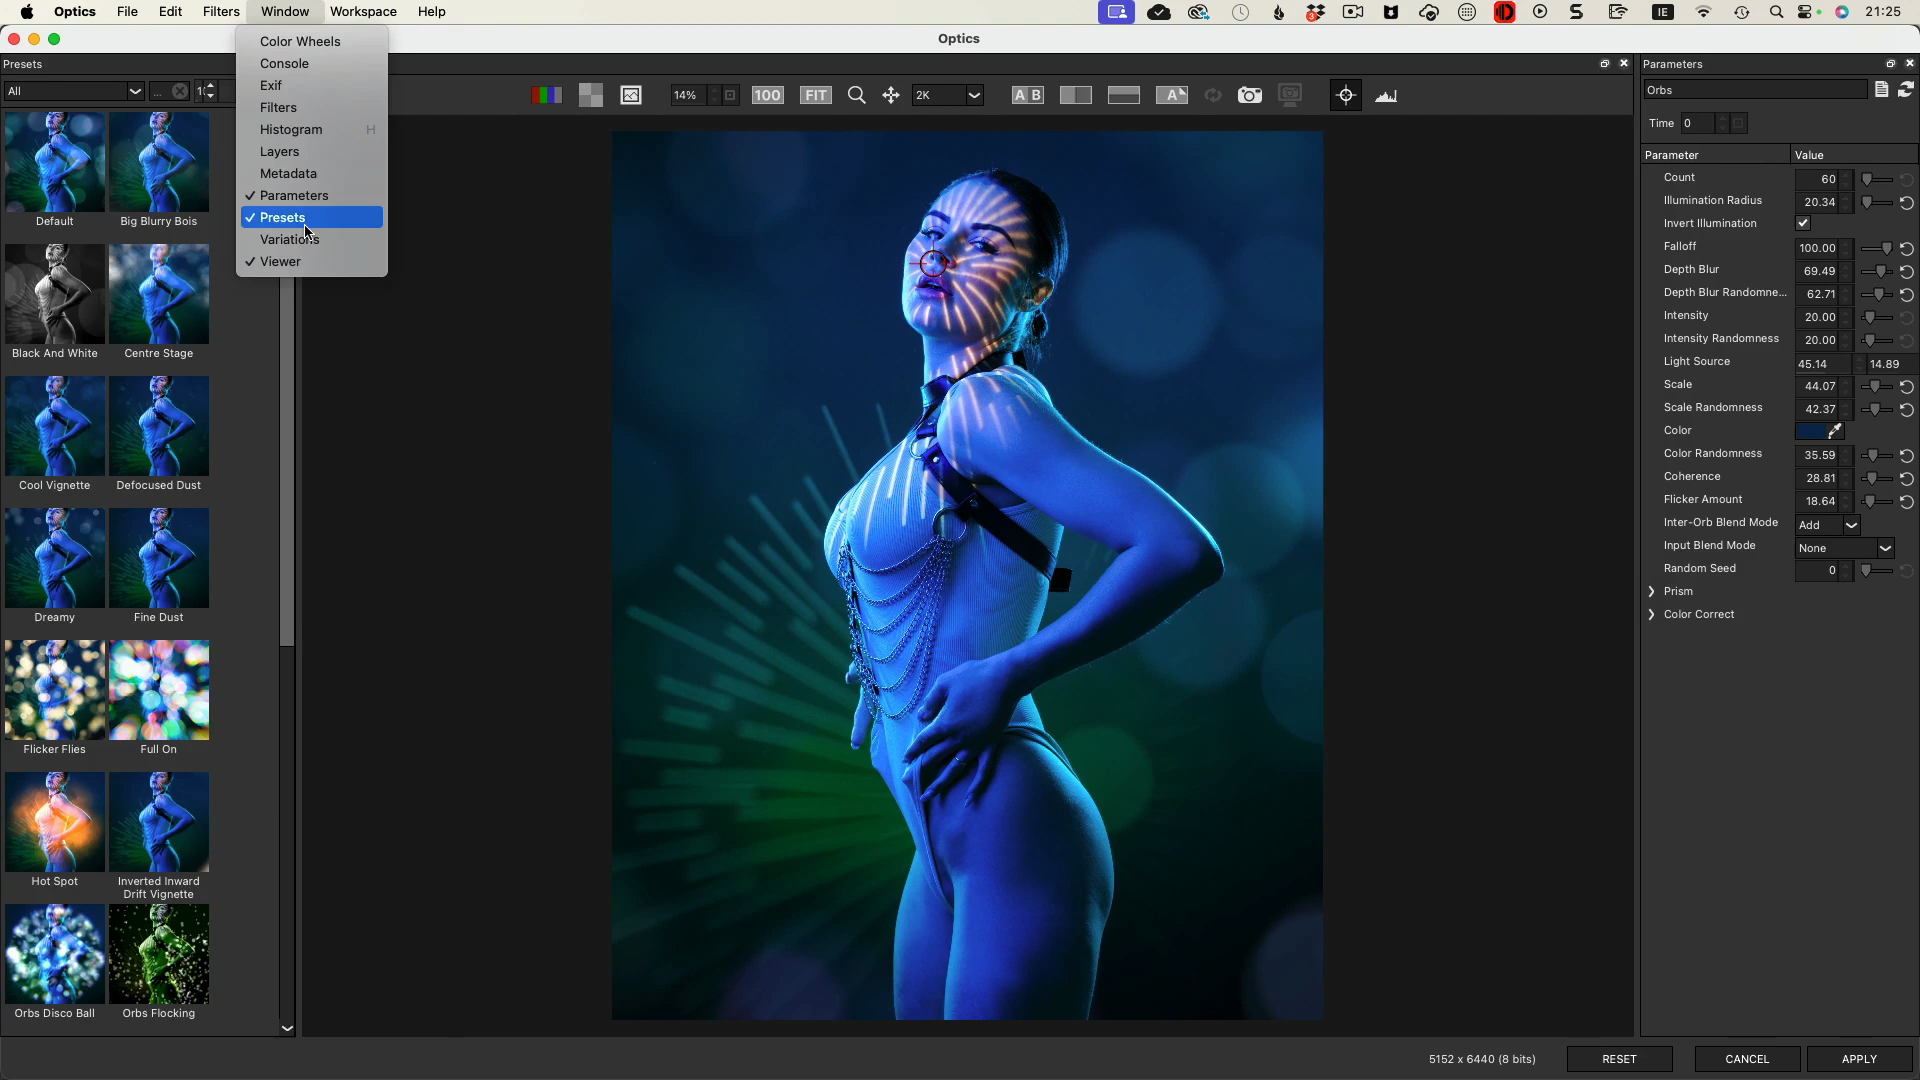 Optics File Edit Filters Window Workspace Help
3 IE 21:25
Optics
Color Wheels
Console
Exif
Filters
Histogram H
Layers
Metadata
Parameters
Presets
Variations
Viewer
Presets
All ...
Default
Big Blurry Bois
Black And White
Centre Stage
Cool Vignette
Defocused Dust
Dreamy
Fine Dust
Flicker Flies
Full On
Hot Spot
Inverted Inward
Drift Vignette
Orbs Disco Ball
Orbs Flocking
14% 100 FIT 2K A B A
Parameters
Orbs
Time 0
Parameter Value
Count 60
Illumination Radius 20.34
Invert Illumination
Falloff 100.00
Depth Blur 69.49
Depth Blur Randomne... 62.71
Intensity 20.00
Intensity Randomness 20.00
Light Source 45.14 14.89
Scale 44.07
Scale Randomness 42.37
Color
Color Randomness 35.59
Coherence 28.81
Flicker Amount 18.64
Inter-Orb Blend Mode Add
Input Blend Mode None
Random Seed 0
Prism
Color Correct
5152 x 6440 (8 bits) RESET CANCEL APPLY